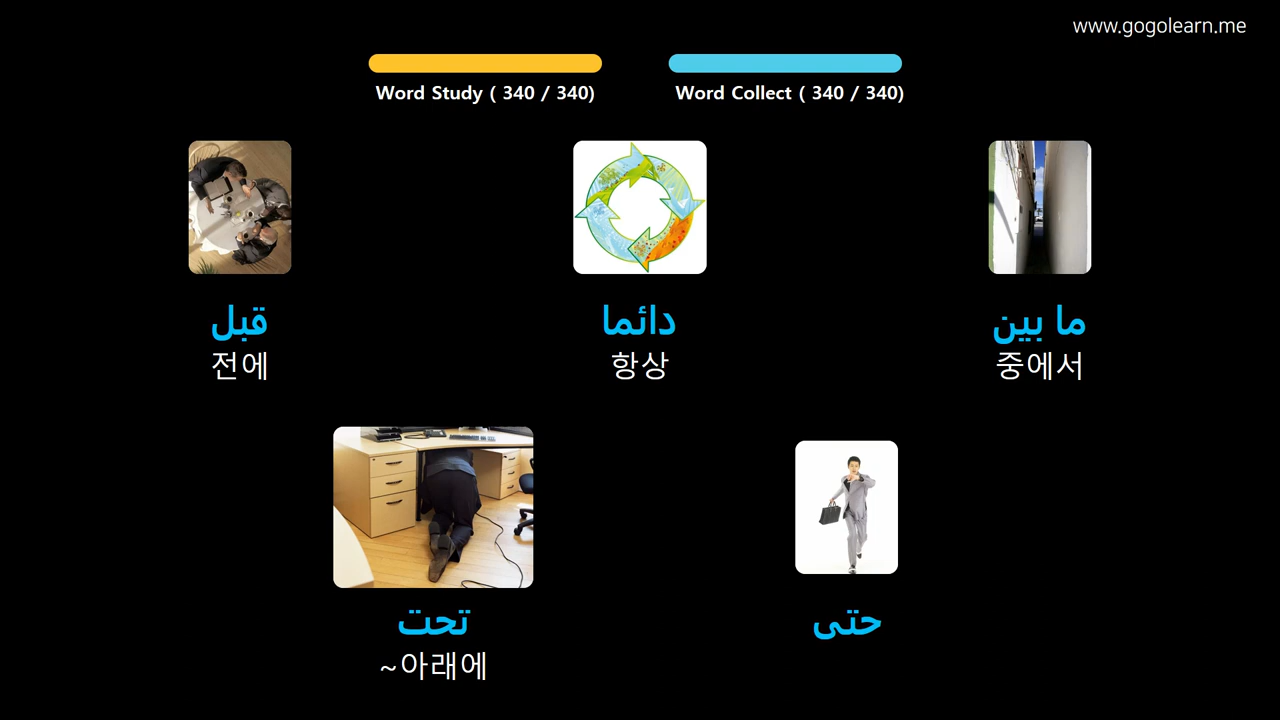 www.gogolearn.me
Word Study ( 340 / 340)
Word Collect ( 340 / 340)
قبل
전에
دائما
항상
ما بين
중에서
تحت
~아래에
حتى